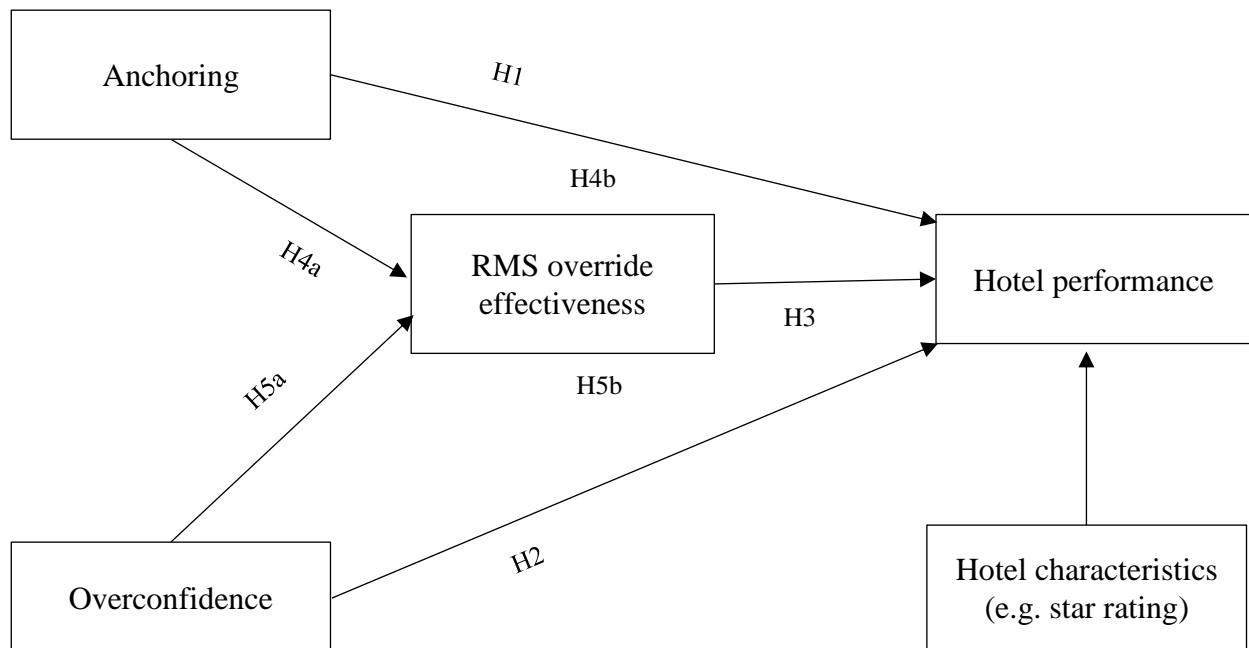 Anchoring
H1
H4b
H4a
RMS override
effectiveness
Hotel performance
H3
H5a
H5b
H2
Overconfidence
Hotel characteristics
(e.g. star rating)